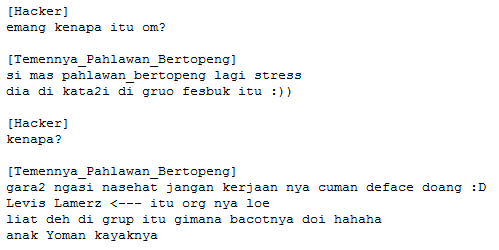 [Hacker]
emang kenapa itu om?
[Temennya_Pahlawan_Bertopeng]
si mas pahlawan_bertopeng lagi stress
dia di kata2i di gruo fesbuk itu :))
[Hacker]
kenapa?
[Temennya_Pahlawan_Bertopeng]
gara2 ngasi nasehat jangan kerjaan nya cuman deface doang :D
Levis Lamerz <--- itu org nya loe
liat deh di grup itu gimana bacotnya doi hahaha
anak Yoman kayaknya